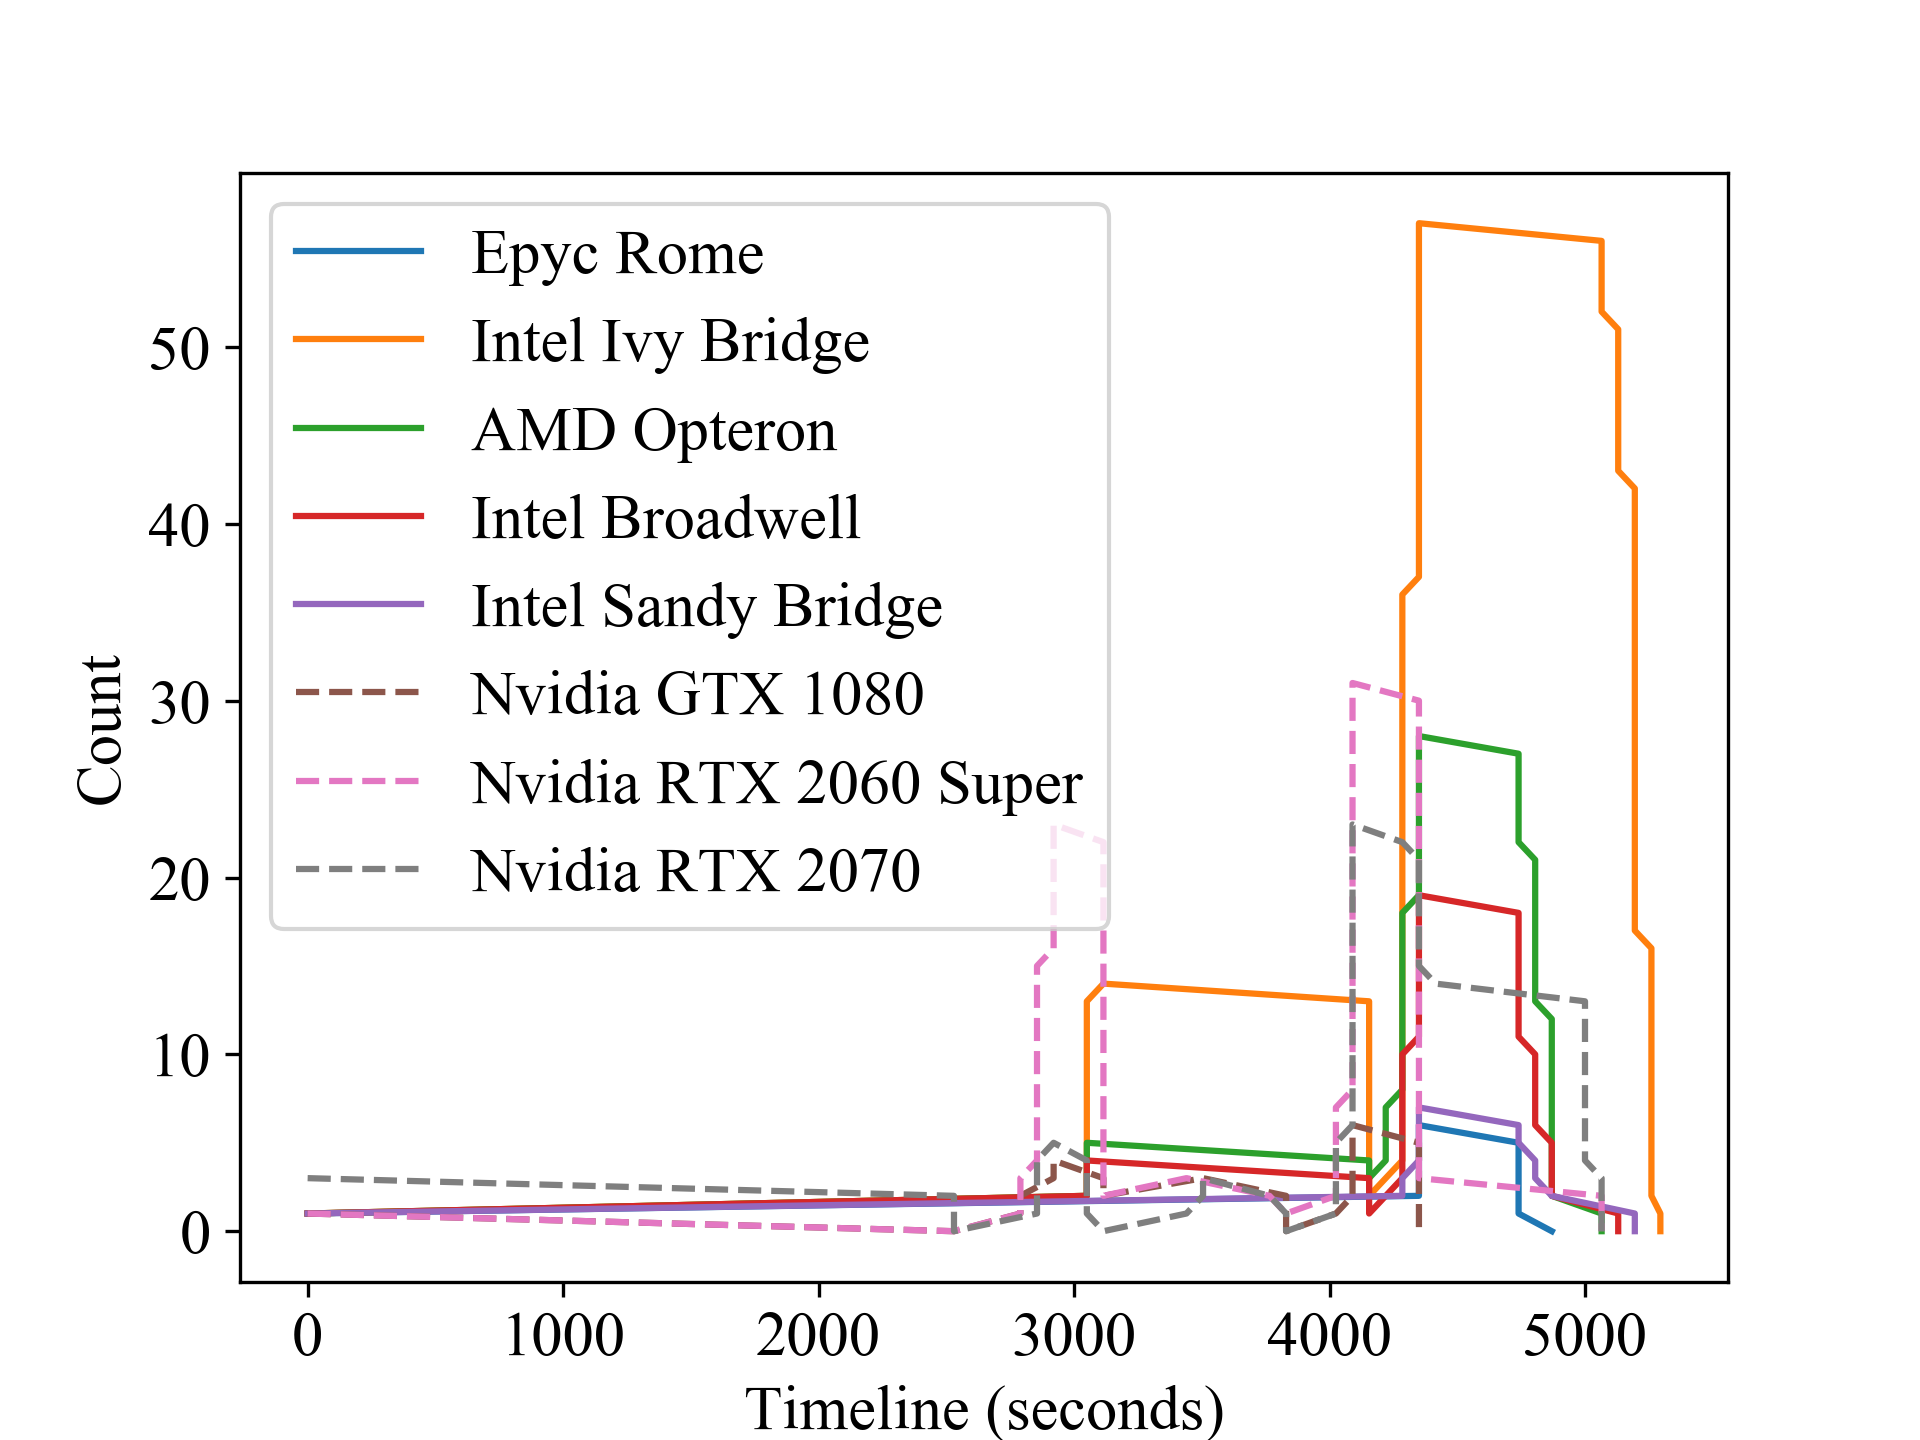 Epyc Rome
Intel Ivy Bridge
AMD Opteron
Intel Broadwell
Intel Sandy Bridge
Nvidia GTX 1080
Nvidia RTX 2060 Super
Nvidia RTX 2070
50
40
30
20
10
0
Count
0 1000 2000 3000 4000 5000
Timeline (seconds)